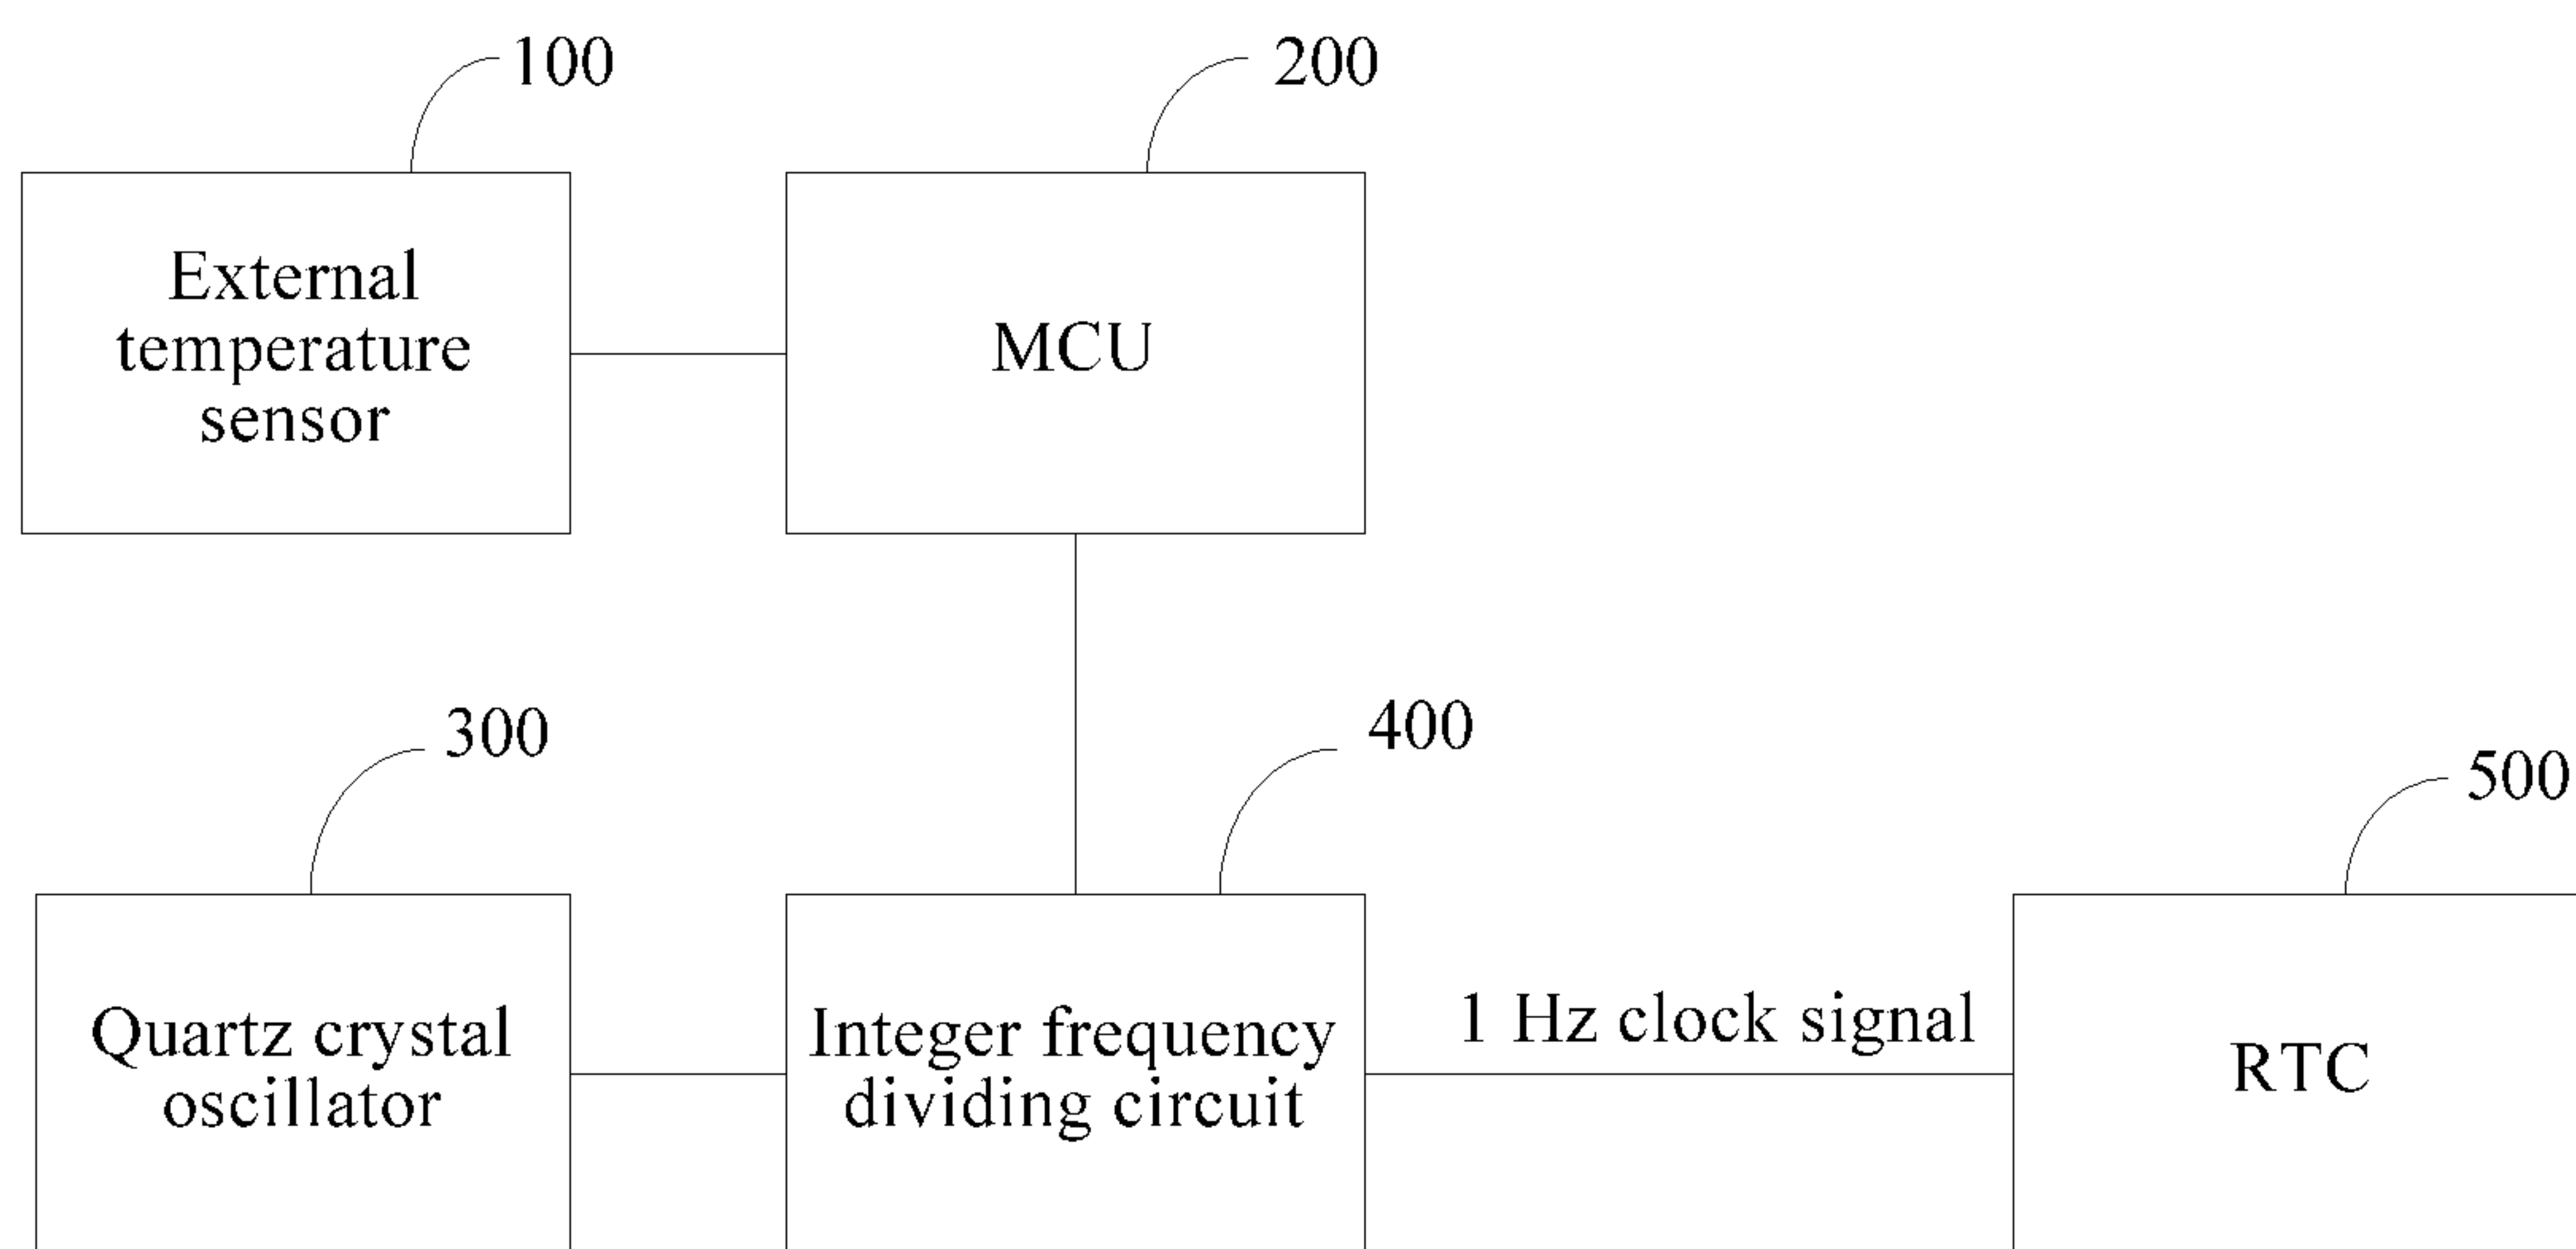 100
200
External
temperature
sensor
MCU
300
400
500
Quartz crystal
oscillator
Integer frequency
dividing circuit
1 Hz clock signal
RTC